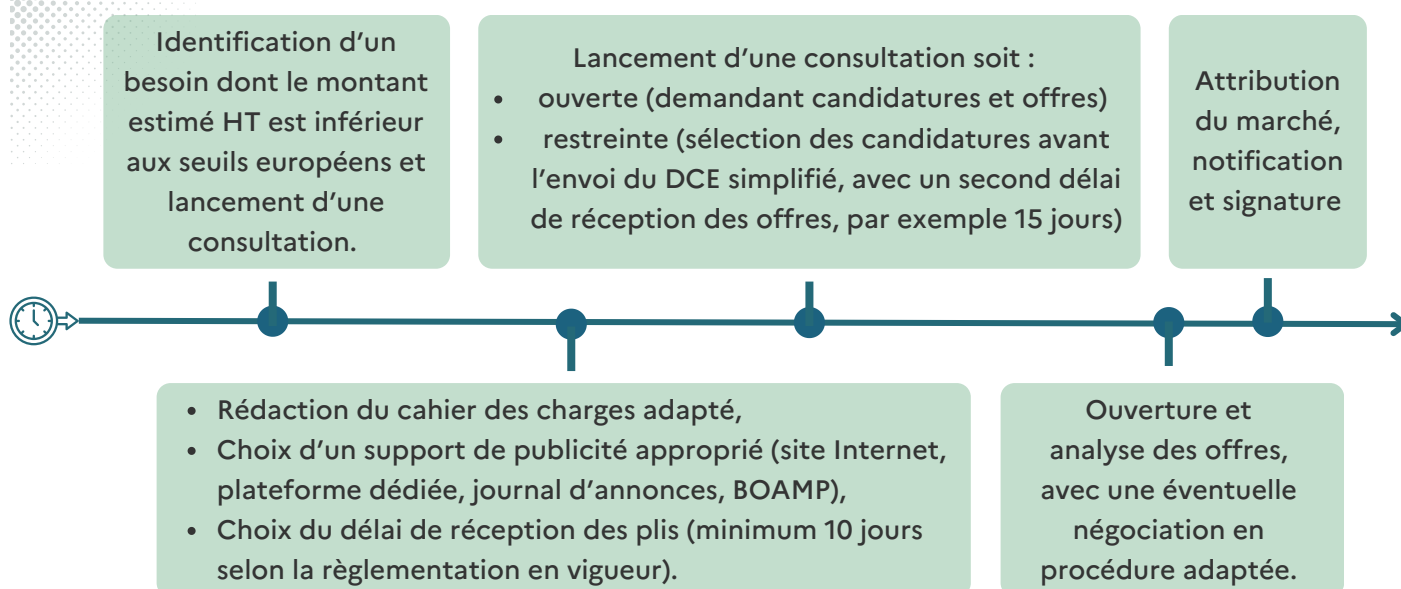 Identification d’un
besoin dont le montant
estimé HT est inférieur
aux seuils européens et
lancement d’une
consultation.
• Rédaction du cahier des charges adapté,
• Choix d’un support de publicité approprié (site Internet,
plateforme dédiée, journal d’annonces, BOAMP),
• Choix du délai de réception des plis (minimum 10 jours
selon la règlementation en vigueur).
Lancement d’une consultation soit :
• ouverte (demandant candidatures et offres)
• restreinte (sélection des candidatures avant
l’envoi du DCE simplifié, avec un second délai
de réception des offres, par exemple 15 jours)
Ouverture et
analyse des offres,
avec une éventuelle
négociation en
procédure adaptée.
Attribution
du marché,
notification
et signature